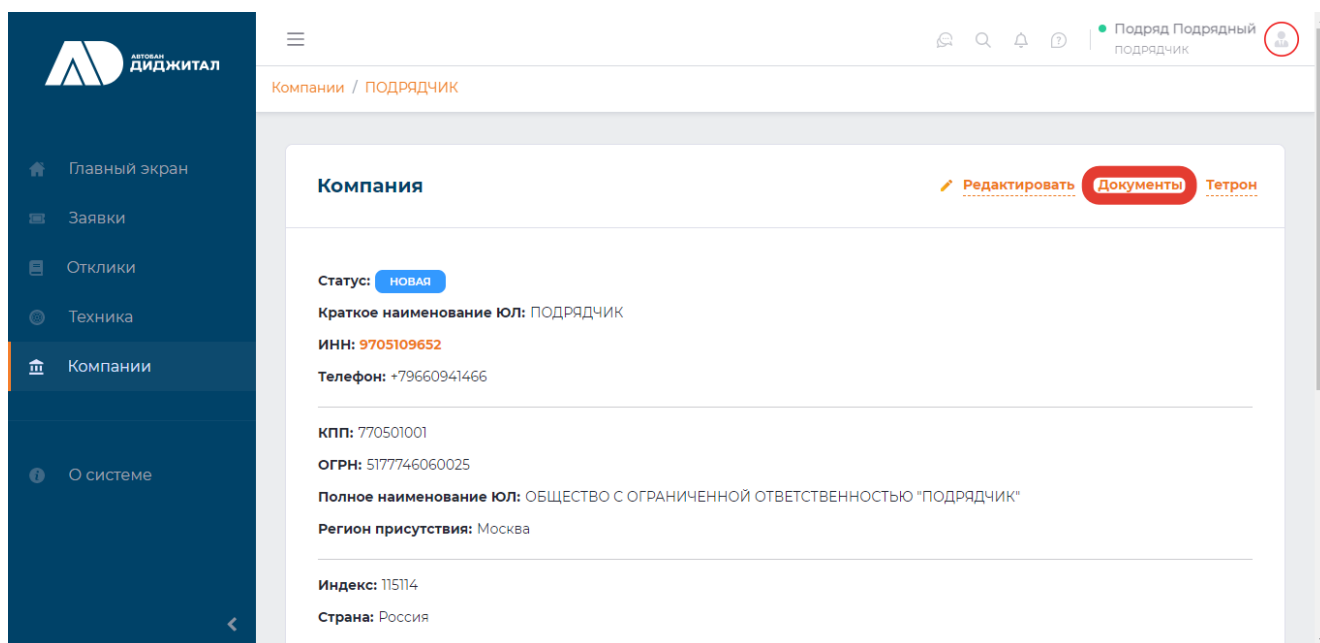 АВТОБАН
ДИДЖИТАЛ
Подряд Подрядный
ПОДРЯДЧИК
Компании / ПОДРЯДЧИК
Главный экран
Заявки
Отклики
Техника
Компании
О системе
Компания
Редактировать Документы Тетрон
Статус: НОВАЯ
Краткое наименование ЮЛ: ПОДРЯДЧИК
ИНН: 9705109652
Телефон: +79660941466
КПП: 770501001
ОГРН: 5177746060025
Полное наименование ЮЛ: ОБЩЕСТВО С ОГРАНИЧЕННОЙ ОТВЕТСТВЕННОСТЬЮ "ПОДРЯДЧИК"
Регион присутствия: Москва
Индекс: 115114
Страна: Россия